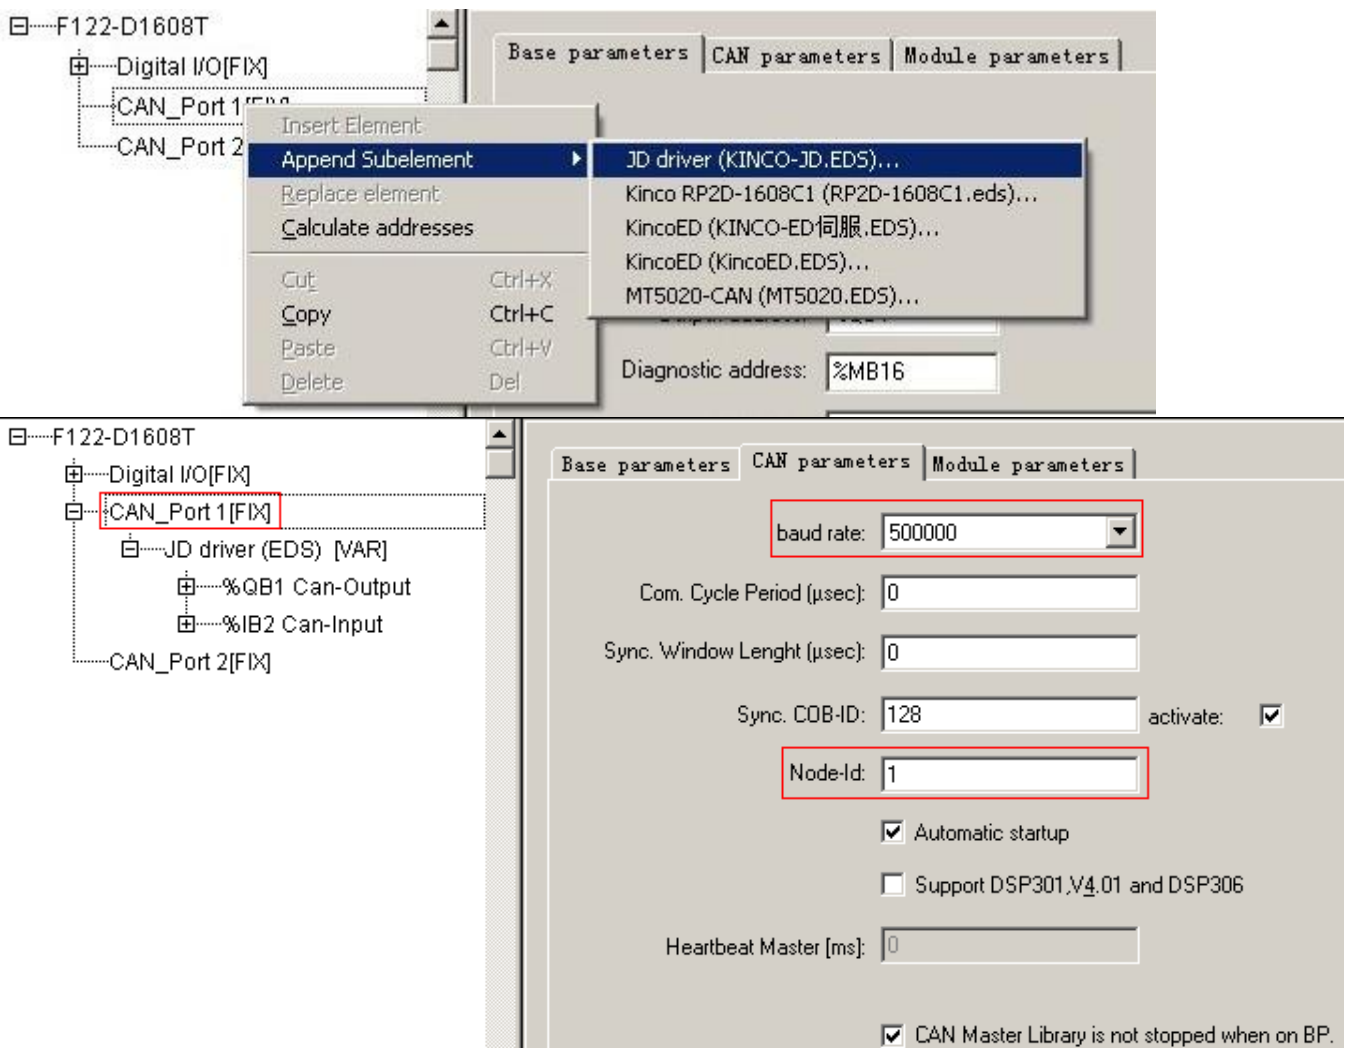 F122-D1608T
Digital I/O[FIX]
CAN_Port 1[FIX]
CAN_Port 2
Base parameters
CAN parameters
Module parameters
Insert Element
Append Subelement
Replace element
Calculate addresses
Cut Ctrl+X
Copy Ctrl+C
Paste Ctrl+V
Delete Del
JD driver (KINCO-JD.EDS)...
Kinco RP2D-1608C1 (RP2D-1608C1.eds)...
KincoED (KINCO-ED伺服.EDS)...
KincoED (KincoED.EDS)...
MT5020-CAN (MT5020.EDS)...
Diagnostic address: %MB16
F122-D1608T
Digital I/O[FIX]
CAN_Port 1[FIX]
JD driver (EDS) [VAR]
%QB1 Can-Output
%IB2 Can-Input
CAN_Port 2[FIX]
Base parameters
CAN parameters
Module parameters
baud rate: 500000
Com. Cycle Period (µsec): 0
Sync. Window Lenght (µsec): 0
Sync. COB-ID: 128 activate:
Node-Id: 1
Automatic startup
Support DSP301,V4.01 and DSP306
Heartbeat Master [ms]: 0
CAN Master Library is not stopped when on BP.